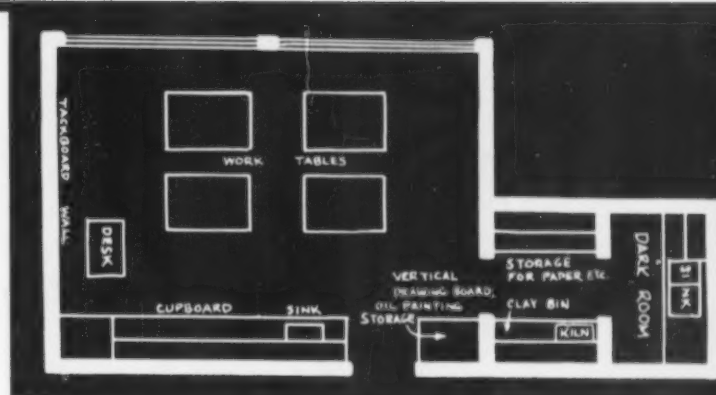 TACKBOARD WALL
WORK TABLES
DESK
CUPBOARD
SINK
VERTICAL
DRAWING BOARD,
OIL PAINTING
STORAGE
STORAGE
FOR PAPER, ETC.
CLAY BIN
KILN
DARK ROOM
SINK